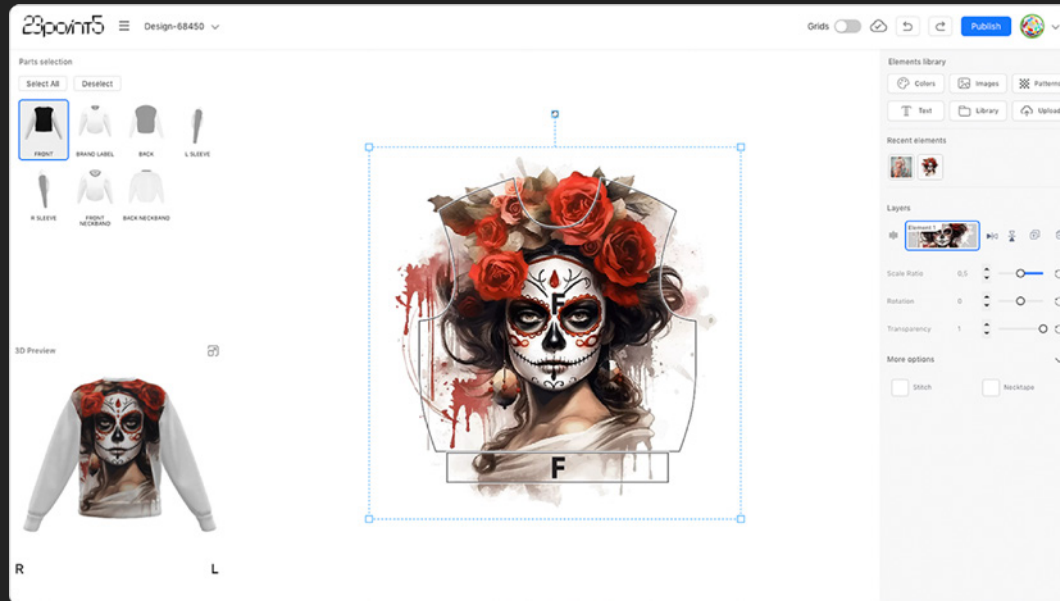 23point5
Design-68450
Grids
Publish
Parts selection
Select All
Deselect
FRONT
BRAND LABEL
BACK
L SLEEVE
R SLEEVE
FRONT
NECKBAND
BACK NECKBAND
3D Preview
R
L
F
F
Elements library
Colors
Images
Patterns
Text
Library
Upload
Recent elements
Layers
Element 1
Scale Ratio
0,5
Rotation
0
Transparency
1
More options
Stitch
Necktape